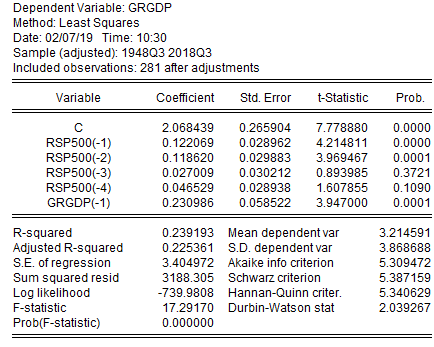 Dependent Variable: GRGDP
Method: Least Squares
Date: 02/07/19 Time: 10:30
Sample (adjusted): 1948Q3 2018Q3
Included observations: 281 after adjustments
Variable Coefficient Std. Error t-Statistic Prob.
C 2.068439 0.265904 7.778880 0.0000
RSP500(-1) 0.122069 0.028962 4.214811 0.0000
RSP500(-2) 0.118620 0.029883 3.969467 0.0001
RSP500(-3) 0.027009 0.030212 0.893985 0.3721
RSP500(-4) 0.046529 0.028938 1.607855 0.1090
GRGDP(-1) 0.230986 0.058522 3.947000 0.0001
R-squared 0.239193 Mean dependent var 3.214591
Adjusted R-squared 0.225361 S.D. dependent var 3.868688
S.E. of regression 3.404972 Akaike info criterion 5.309472
Sum squared resid 3188.305 Schwarz criterion 5.387159
Log likelihood -739.9808 Hannan-Quinn criter. 5.340629
F-statistic 17.29170 Durbin-Watson stat 2.039267
Prob(F-statistic) 0.000000